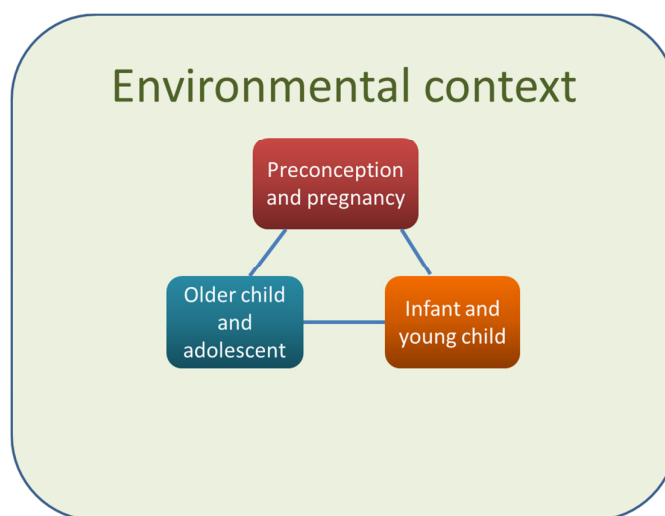 Environmental context
Preconception
and pregnancy
Older child
and
adolescent
Infant and
young child